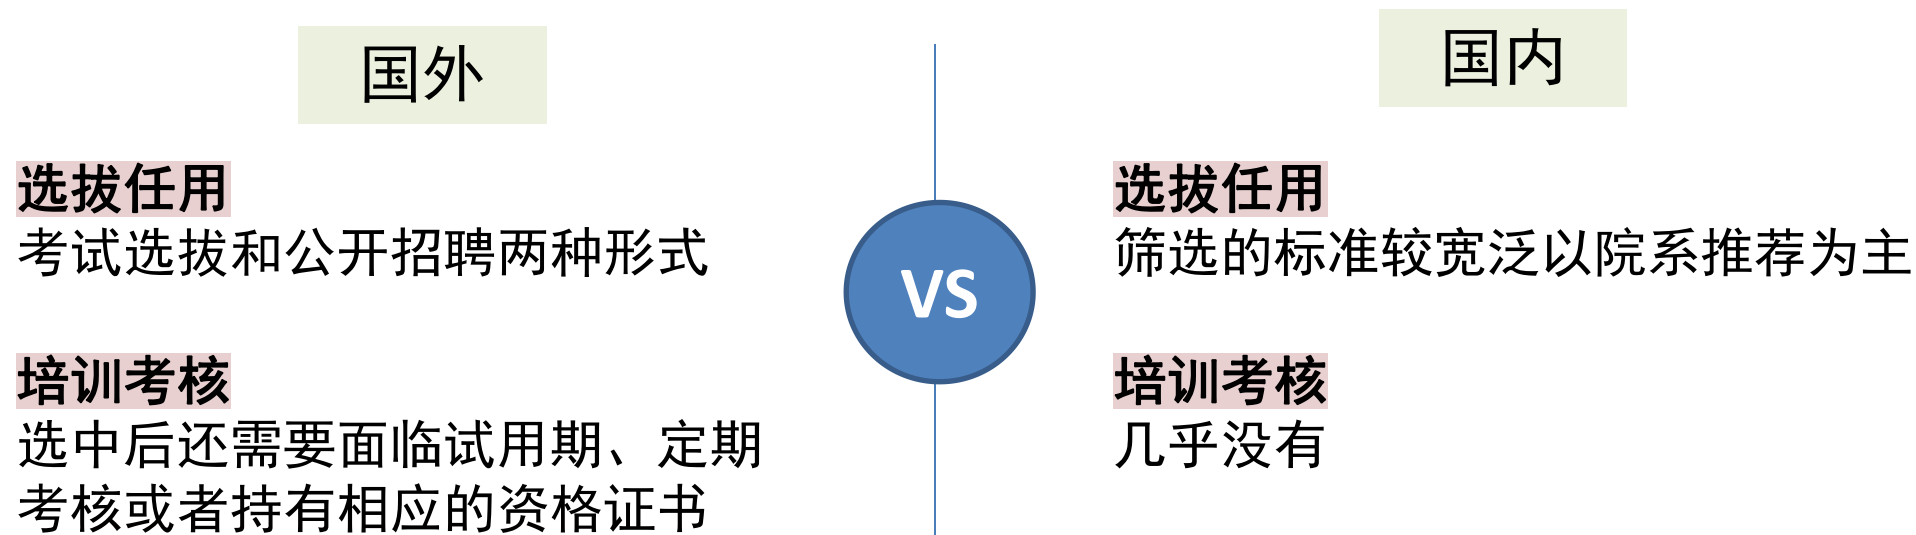 国外
选拔任用
考试选拔和公开招聘两种形式
培训考核
选中后还需要面临试用期、定期
考核或者持有相应的资格证书
VS
国内
选拔任用
筛选的标准较宽泛以院系推荐为主
培训考核
几乎没有